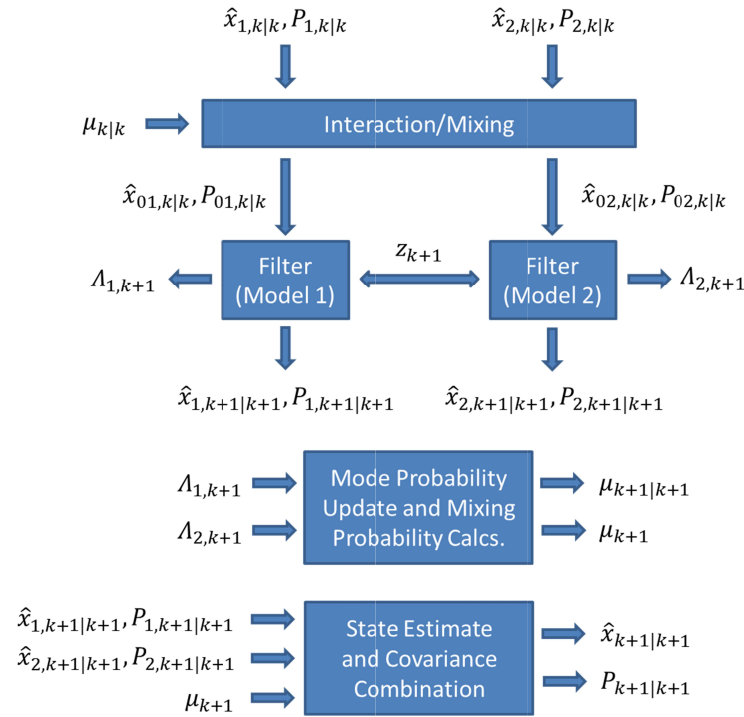 x̂₁,ₖ|ₖ, P₁,ₖ|ₖ x̂₂,ₖ|ₖ, P₂,ₖ|ₖ
μₖ|ₖ Interaction/Mixing
x̂₀₁,ₖ|ₖ, P₀₁,ₖ|ₖ x̂₀₂,ₖ|ₖ, P₀₂,ₖ|ₖ
Λ₁,ₖ₊₁
Filter
(Model 1)
zₖ₊₁
Filter
(Model 2)
Λ₂,ₖ₊₁
x̂₁,ₖ₊₁|ₖ₊₁, P₁,ₖ₊₁|ₖ₊₁ x̂₂,ₖ₊₁|ₖ₊₁, P₂,ₖ₊₁|ₖ₊₁
Λ₁,ₖ₊₁
Λ₂,ₖ₊₁
Mode Probability
Update and Mixing
Probability Calcs.
μₖ₊₁|ₖ₊₁
μₖ₊₁
x̂₁,ₖ₊₁|ₖ₊₁, P₁,ₖ₊₁|ₖ₊₁
x̂₂,ₖ₊₁|ₖ₊₁, P₂,ₖ₊₁|ₖ₊₁
μₖ₊₁
State Estimate
and Covariance
Combination
x̂ₖ₊₁|ₖ₊₁
Pₖ₊₁|ₖ₊₁